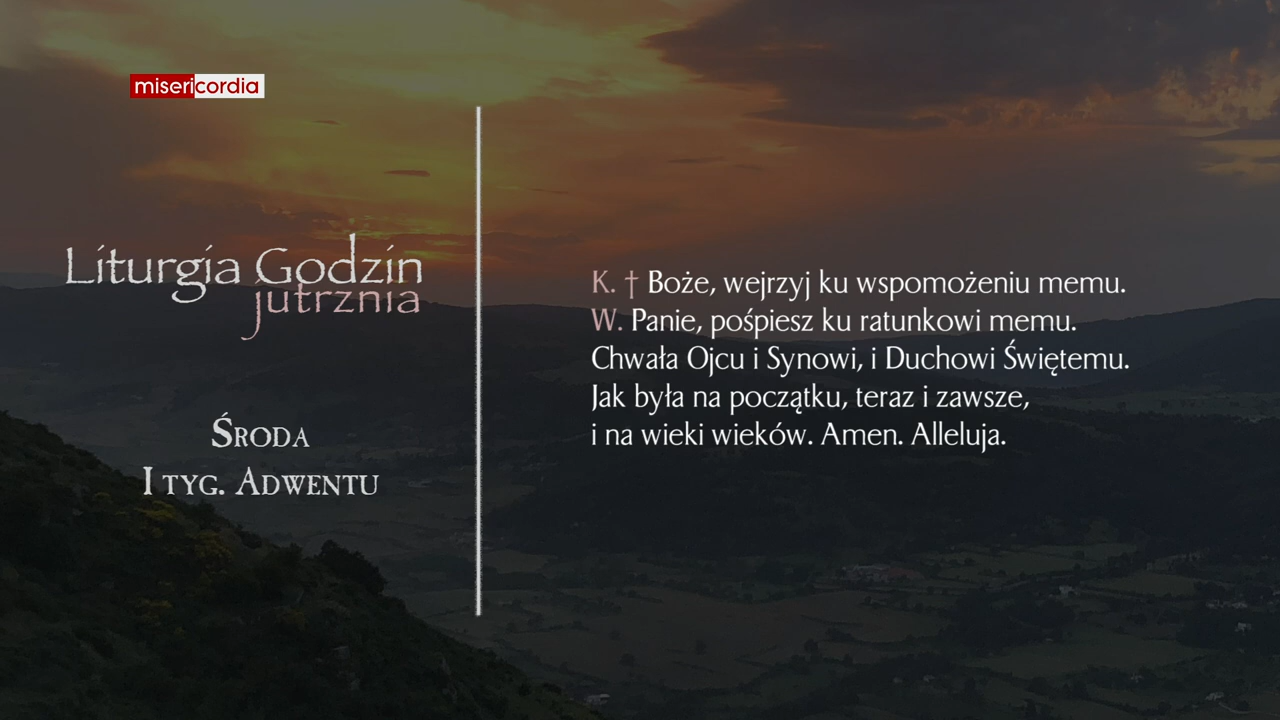 misericordia
Liturgia Godzin
jutrznia
Środa
I tyg. Adwentu
K. † Boże, wejrzyj ku wspomożeniu memu.
W. Panie, pośpiesz ku ratunkowi memu.
Chwała Ojcu i Synowi, i Duchowi Świętemu.
Jak była na początku, teraz i zawsze,
i na wieki wieków. Amen. Alleluja.